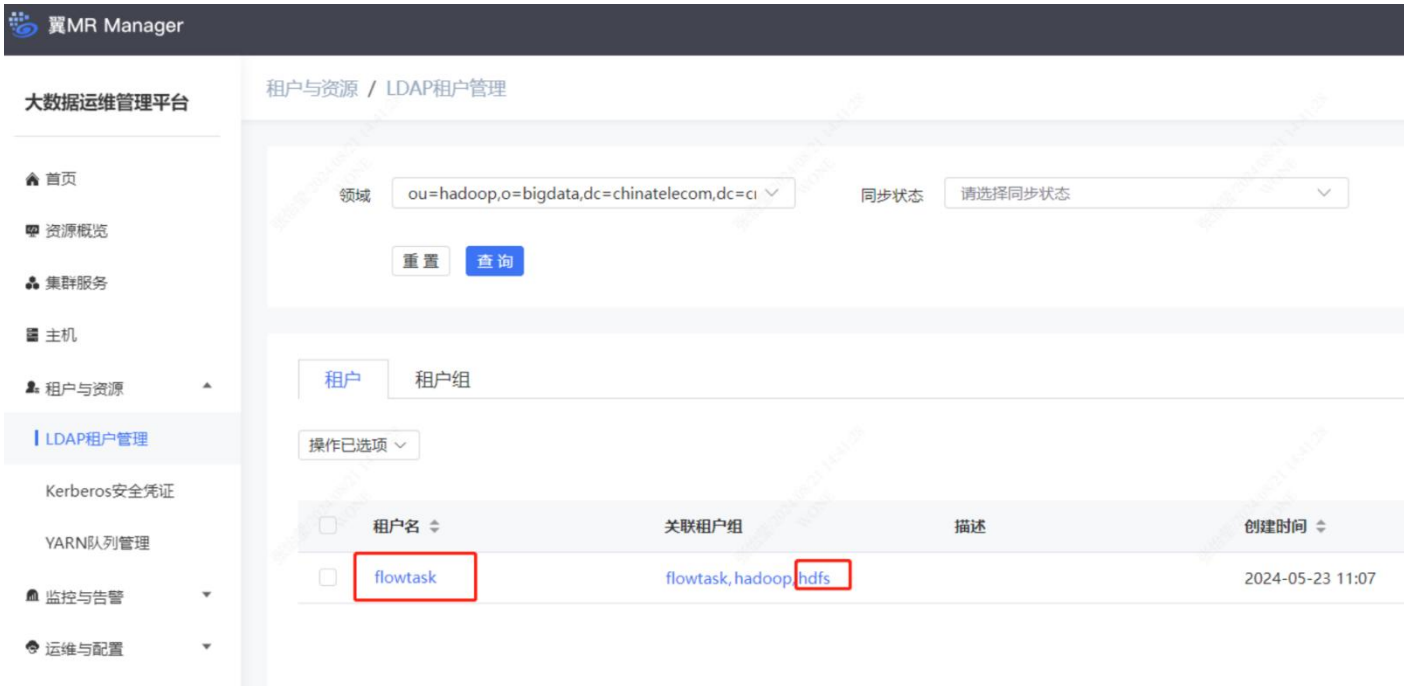 翼MR Manager
大数据运维管理平台
租户与资源 / LDAP租户管理
首页
资源概览
集群服务
主机
租户与资源
LDAP租户管理
Kerberos安全凭证
YARN队列管理
监控与告警
运维与配置
领域 ou=hadoop,o=bigdata,dc=chinatelecom,dc=cı 同步状态 请选择同步状态
重置 查询
租户 租户组
操作已选项
租户名 关联租户组 描述 创建时间
flowtask flowtask,hadoop,hdfs 2024-05-23 11:07